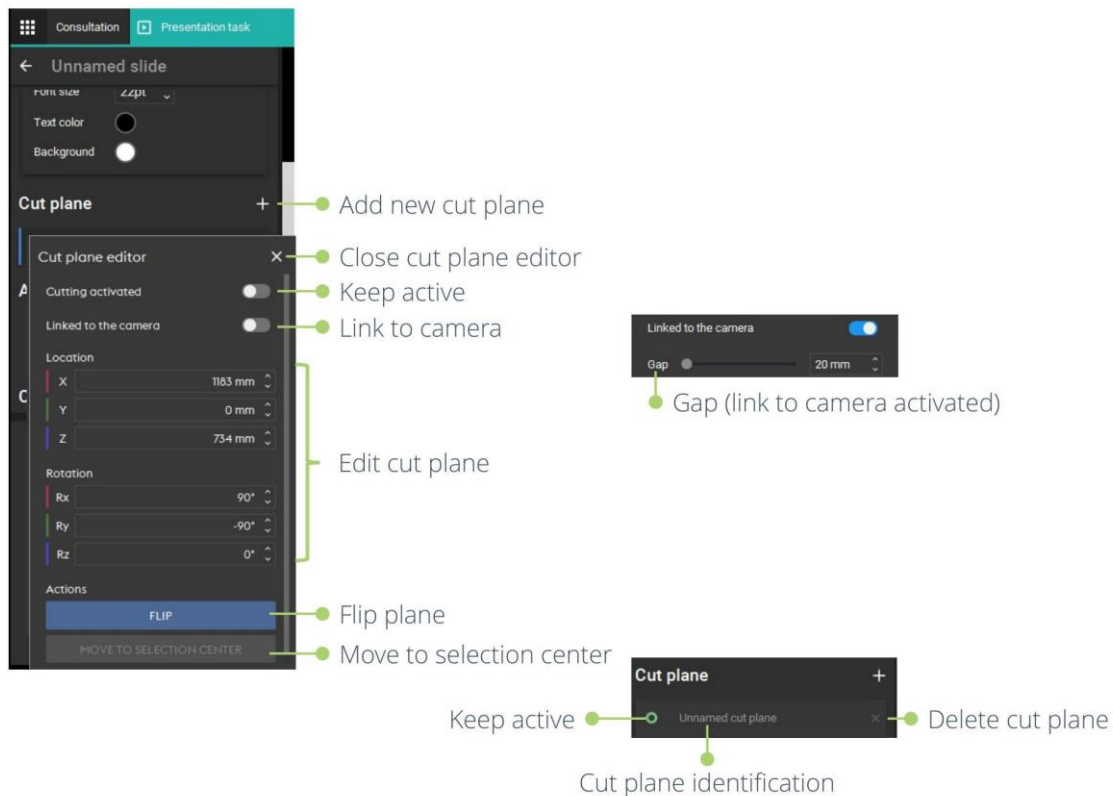 Consultation
Presentation task
Unnamed slide
Font size 22pt
Text color
Background
Cut plane +
Add new cut plane
Cut plane editor
Close cut plane editor
A Cutting activated
Keep active
Linked to the camera
Link to camera
Location
X 1183 mm
C Y 0 mm
Z 734 mm
Edit cut plane
Rotation
Rx 90°
Ry -90°
Rz 0°
Actions
FLIP
Flip plane
MOVE TO SELECTION CENTER
Move to selection center
Linked to the camera
Gap 20 mm
Gap (link to camera activated)
Cut plane +
Keep active
Unnamed cut plane
Delete cut plane
Cut plane identification